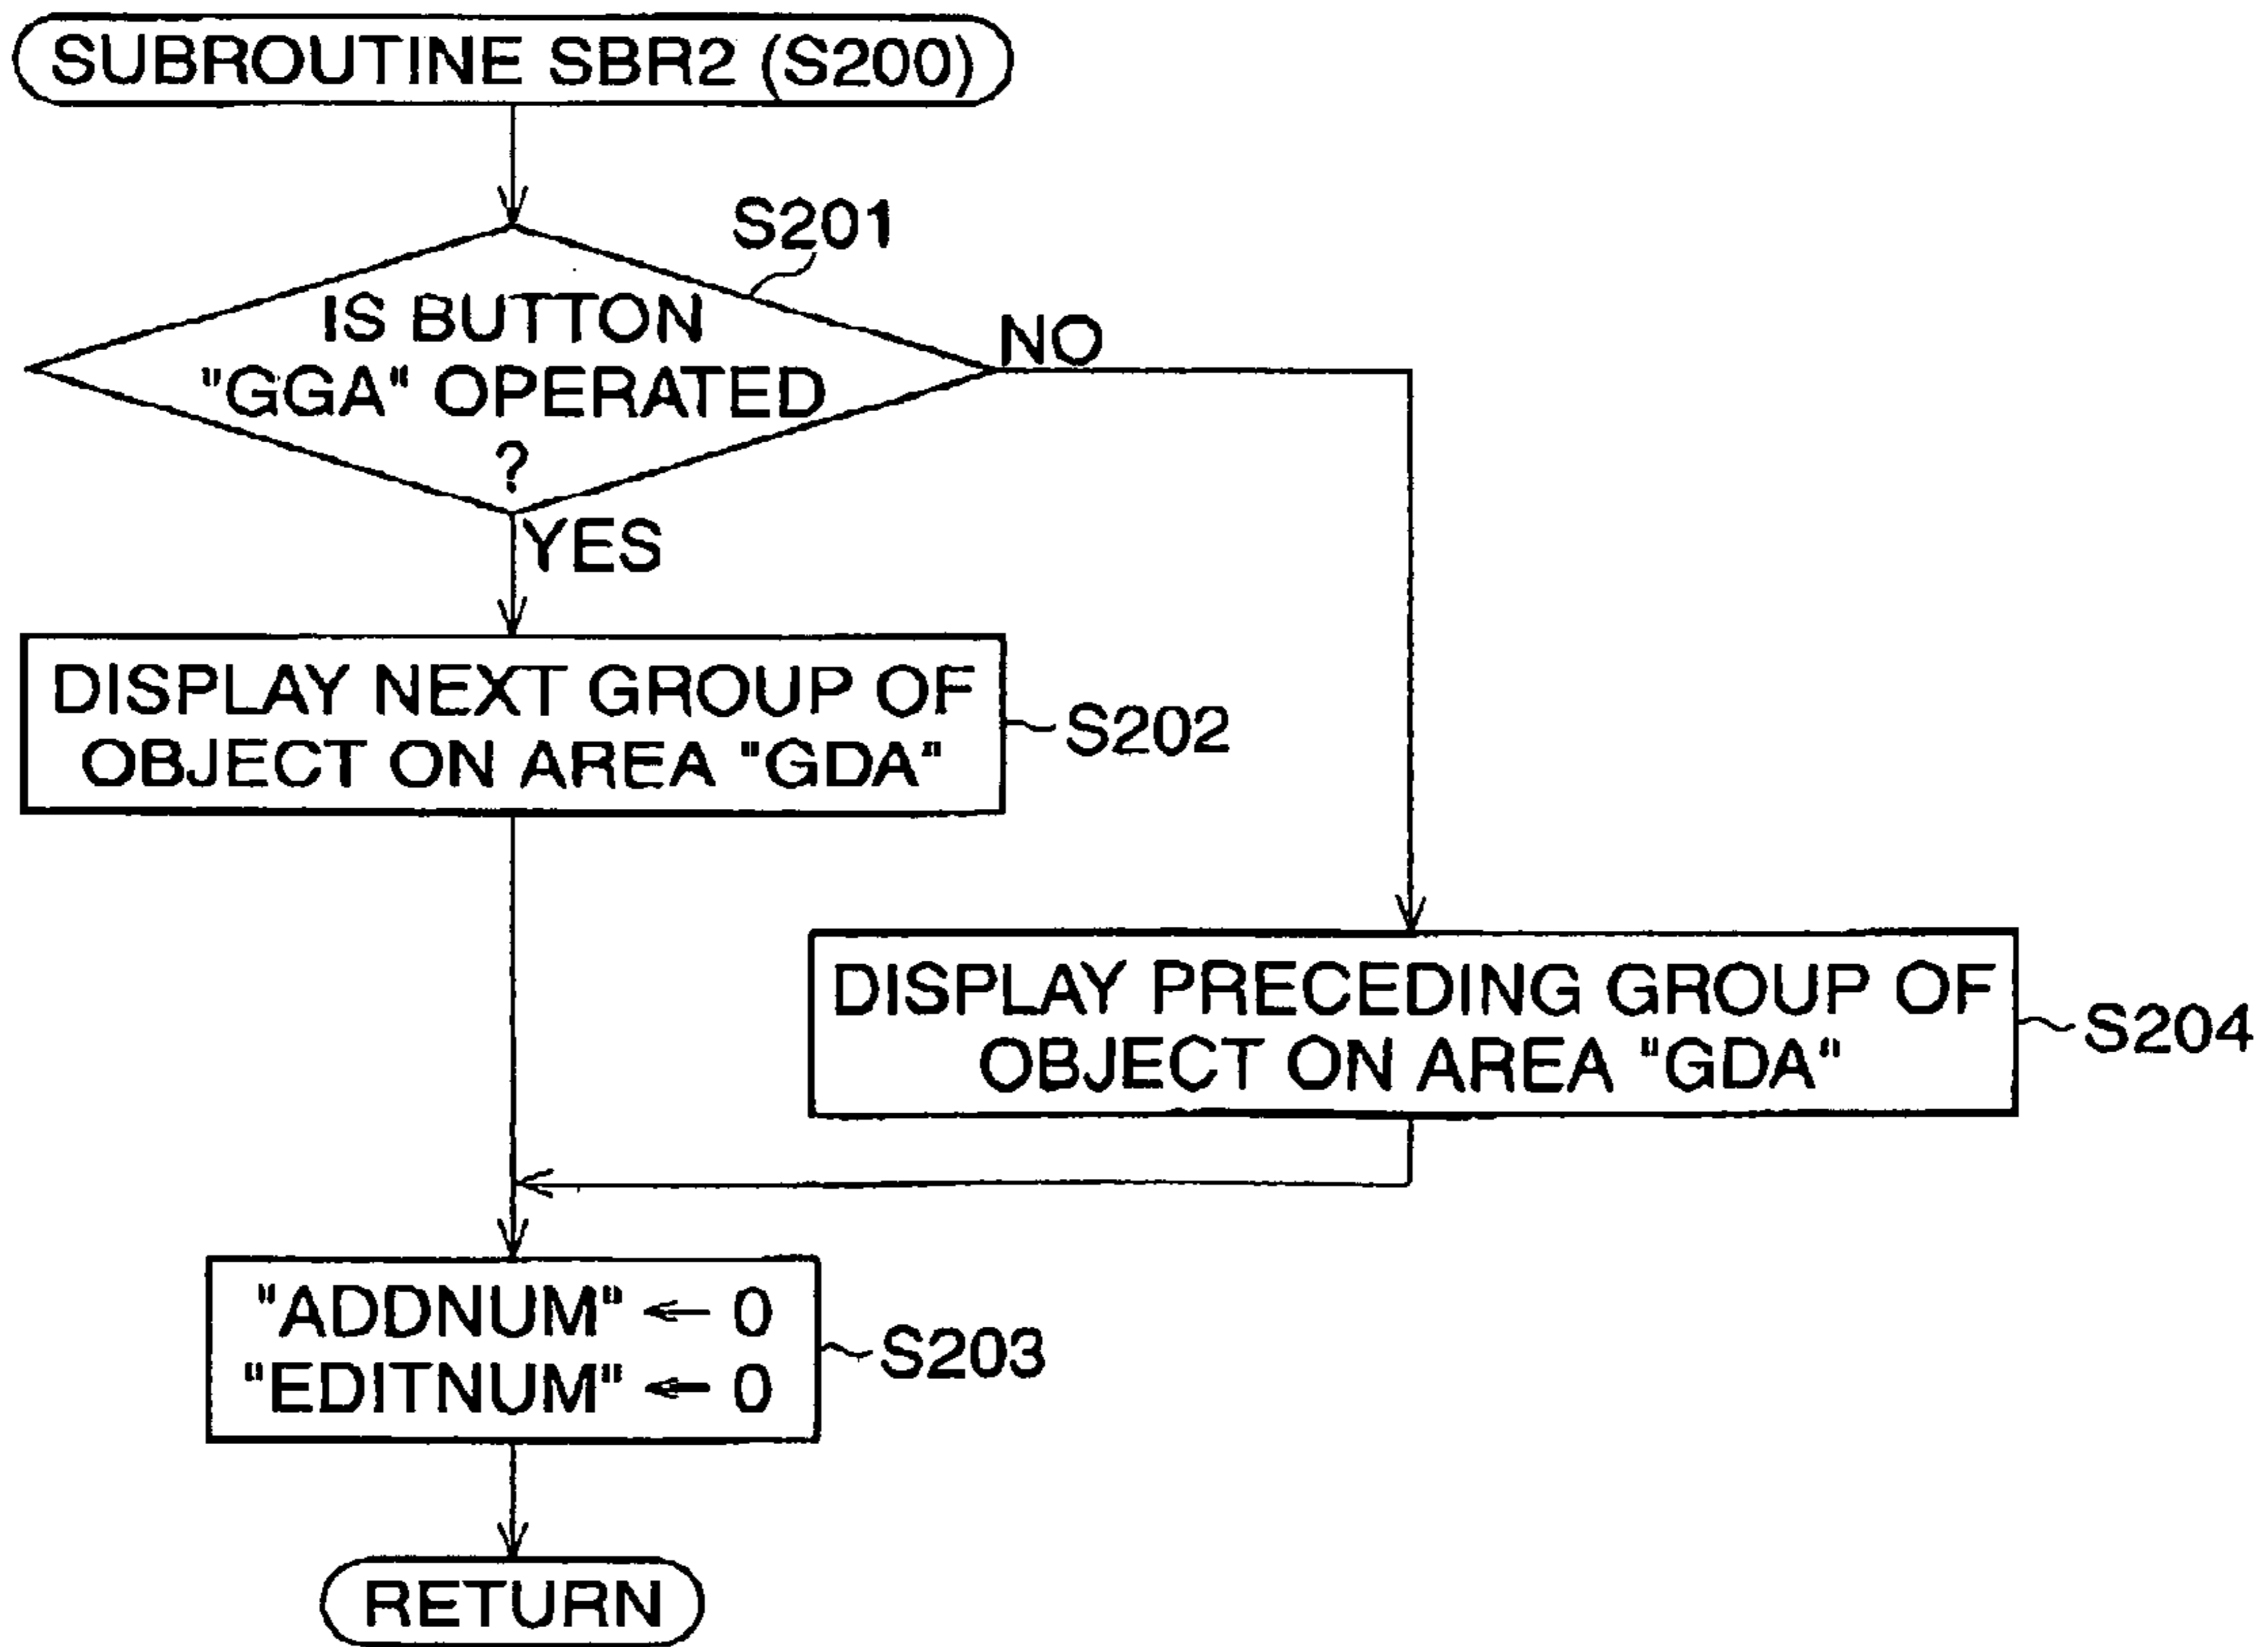 SUBROUTINE SBR2 (S200)
S201
IS BUTTON
"GGA" OPERATED
?
NO
YES
DISPLAY NEXT GROUP OF
OBJECT ON AREA "GDA"
S202
DISPLAY PRECEDING GROUP OF
OBJECT ON AREA "GDA"
S204
"ADDNUM" ← 0
"EDITNUM" ← 0
S203
RETURN